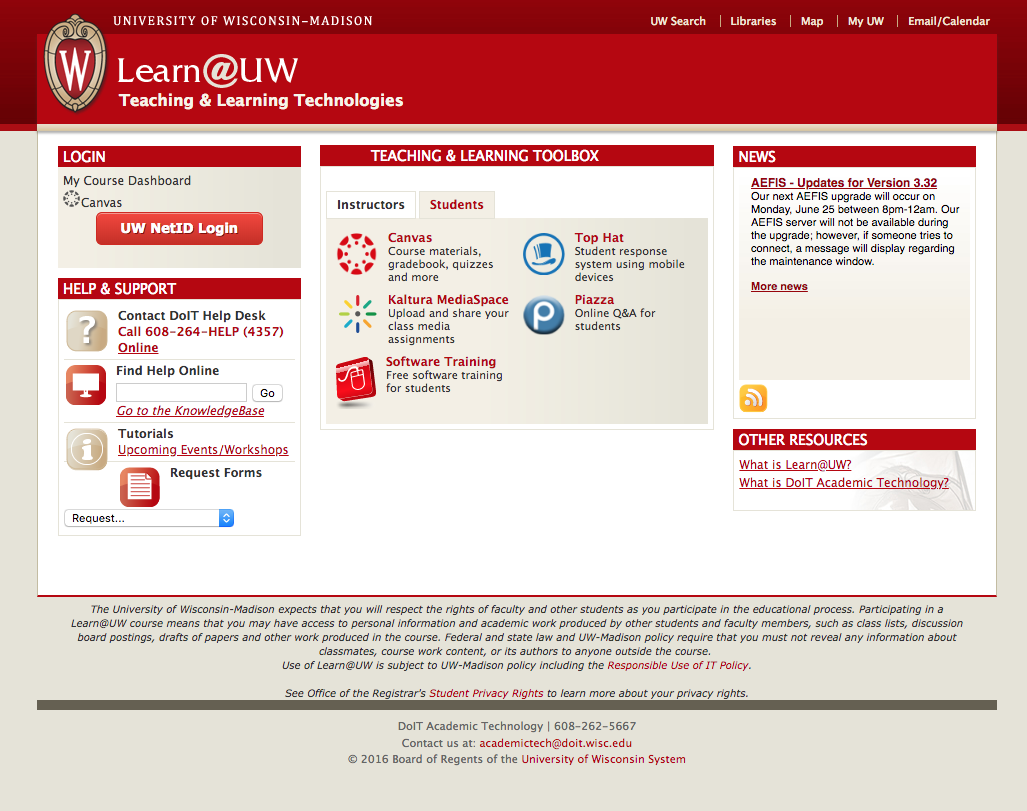 UNIVERSITY OF WISCONSIN–MADISON
UW Search
Libraries
Map
My UW
Email/Calendar
W
Learn@UW
Teaching & Learning Technologies
LOGIN
My Course Dashboard
Canvas
UW NetID Login
HELP & SUPPORT
?
Contact DoIT Help Desk
Call 608-264-HELP (4357)
Online
Find Help Online
Go
Go to the KnowledgeBase
i
Tutorials
Upcoming Events/Workshops
Request Forms
Request...
TEACHING & LEARNING TOOLBOX
Instructors
Students
Canvas
Course materials,
gradebook, quizzes
and more
Top Hat
Student response
system using mobile
devices
Kaltura MediaSpace
Upload and share your
class media
assignments
P
Piazza
Online Q&A for
students
Software Training
Free software training
for students
NEWS
AEFIS - Updates for Version 3.32
Our next AEFIS upgrade will occur on
Monday, June 25 between 8pm-12am. Our
AEFIS server will not be available during
the upgrade; however, if someone tries to
connect, a message will display regarding
the maintenance window.
More news
OTHER RESOURCES
What is Learn@UW?
What is DoIT Academic Technology?
The University of Wisconsin-Madison expects that you will respect the rights of faculty and other students as you participate in the educational process. Participating in a
Learn@UW course means that you may have access to personal information and academic work produced by other students and faculty members, such as class lists, discussion
board postings, drafts of papers and other work produced in the course. Federal and state law and UW-Madison policy require that you must not reveal any information about
classmates, course work content, or its authors to anyone outside the course.
Use of Learn@UW is subject to UW-Madison policy including the Responsible Use of IT Policy.
See Office of the Registrar's Student Privacy Rights to learn more about your privacy rights.
DoIT Academic Technology | 608-262-5667
Contact us at: academictech@doit.wisc.edu
© 2016 Board of Regents of the University of Wisconsin System